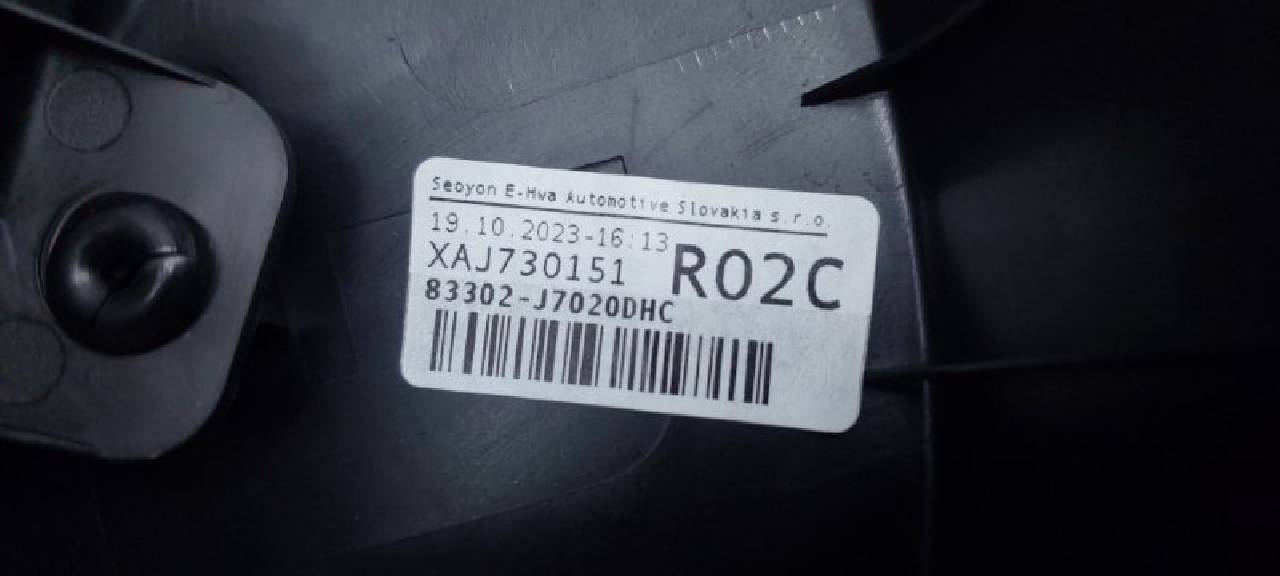 Seoyon E-Hwa Automotive Slovakia s.r.o.
19.10.2023-16:13
XAJ730151
R02C
83302-J7020DHC